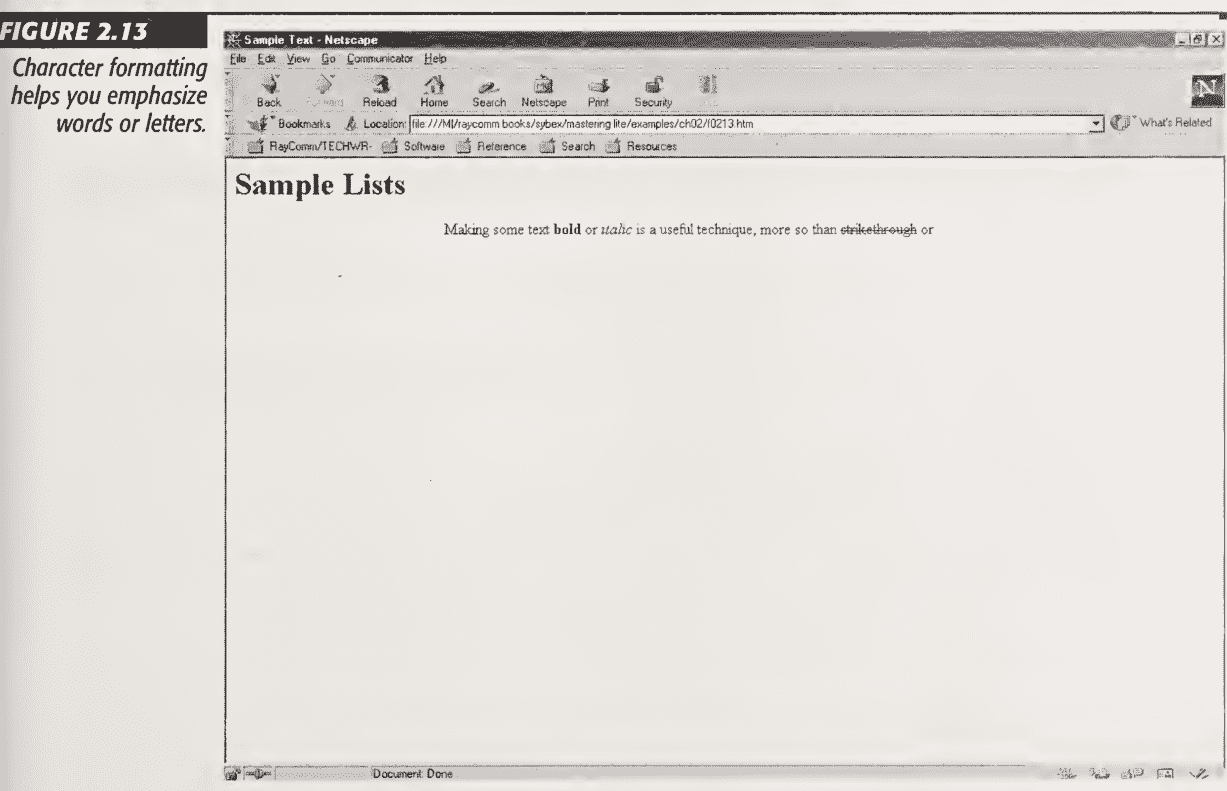 FIGURE 2.13
Character formatting
helps you emphasize
words or letters.
Sample Text - Netscape
File Edit View Go Communicator Help
Back Forward Reload Home Search Netscape Print Security
Bookmarks Location: file:///M|/raycomm books/sybex/mastering lite/examples/ch02/f0213.htm What's Related
RayComm/TECHWR- Software Reference Search Resources
Sample Lists
Making some text bold or italic is a useful technique, more so than strikethrough or
Document: Done